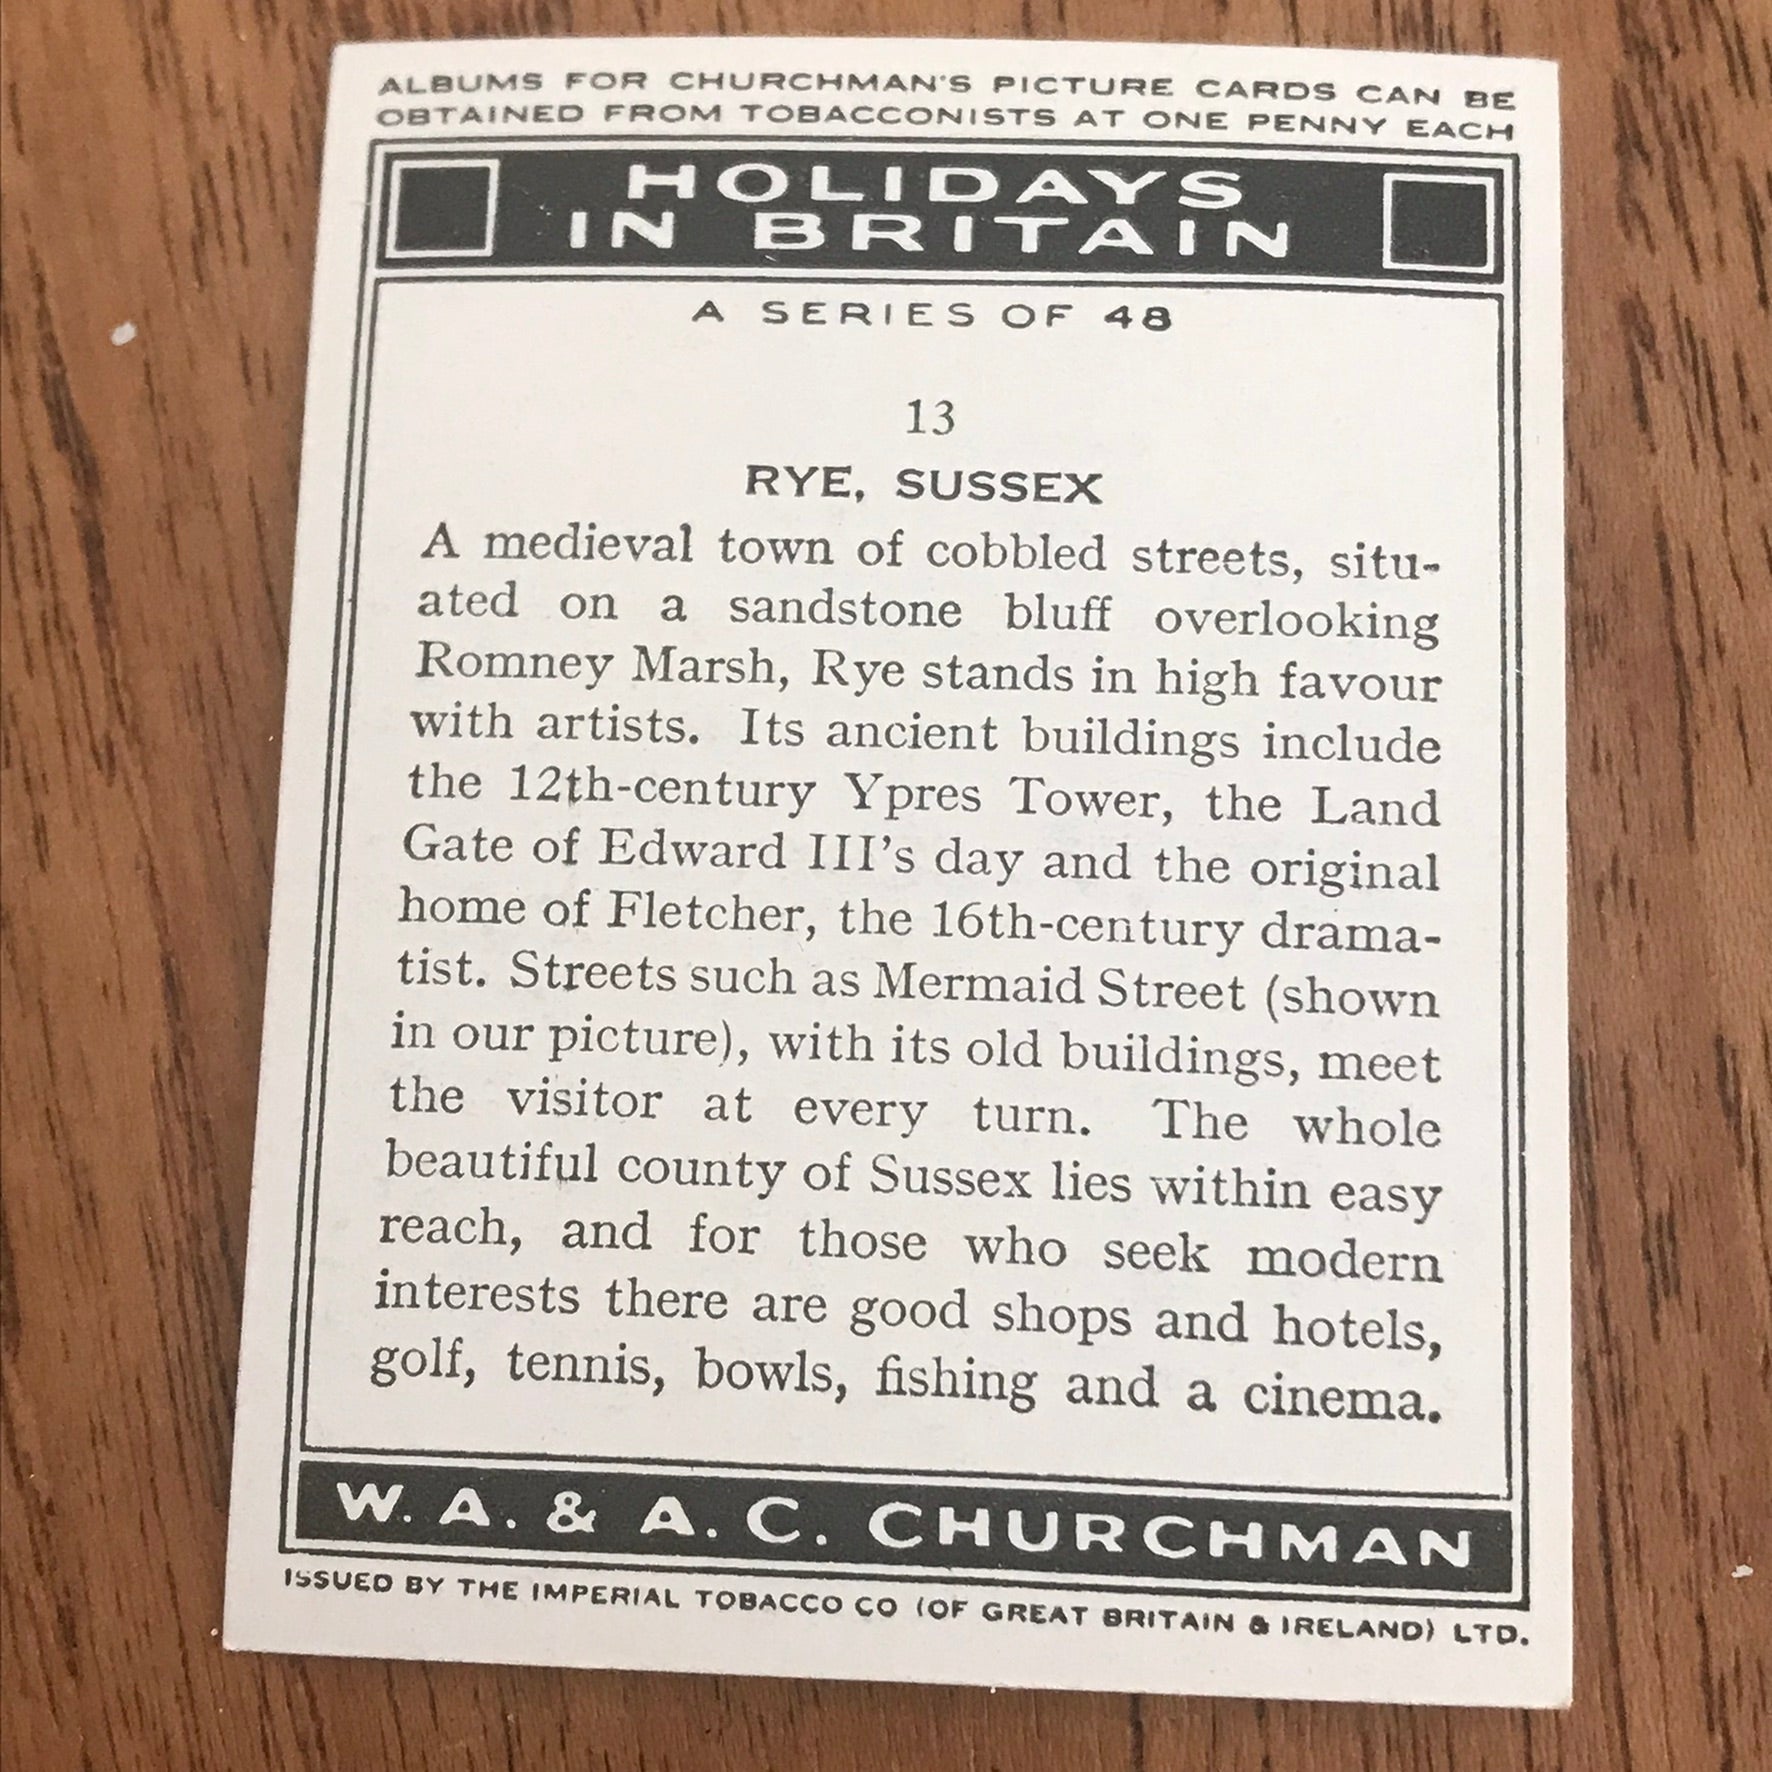 ALBUMS FOR CHURCHMAN'S PICTURE CARDS CAN BE
OBTAINED FROM TOBACCONISTS AT ONE PENNY EACH
HOLIDAYS
IN BRITAIN
A SERIES OF 48
13
RYE, SUSSEX
A medieval town of cobbled streets, situ-
ated on a sandstone bluff overlooking
Romney Marsh, Rye stands in high favour
with artists. Its ancient buildings include
the 12th-century Ypres Tower, the Land
Gate of Edward III's day and the original
home of Fletcher, the 16th-century drama-
tist. Streets such as Mermaid Street (shown
in our picture), with its old buildings, meet
the visitor at every turn. The whole
beautiful county of Sussex lies within easy
reach, and for those who seek modern
interests there are good shops and hotels,
golf, tennis, bowls, fishing and a cinema.
W. A. & A. C. CHURCHMAN
ISSUED BY THE IMPERIAL TOBACCO CO (OF GREAT BRITAIN & IRELAND) LTD.